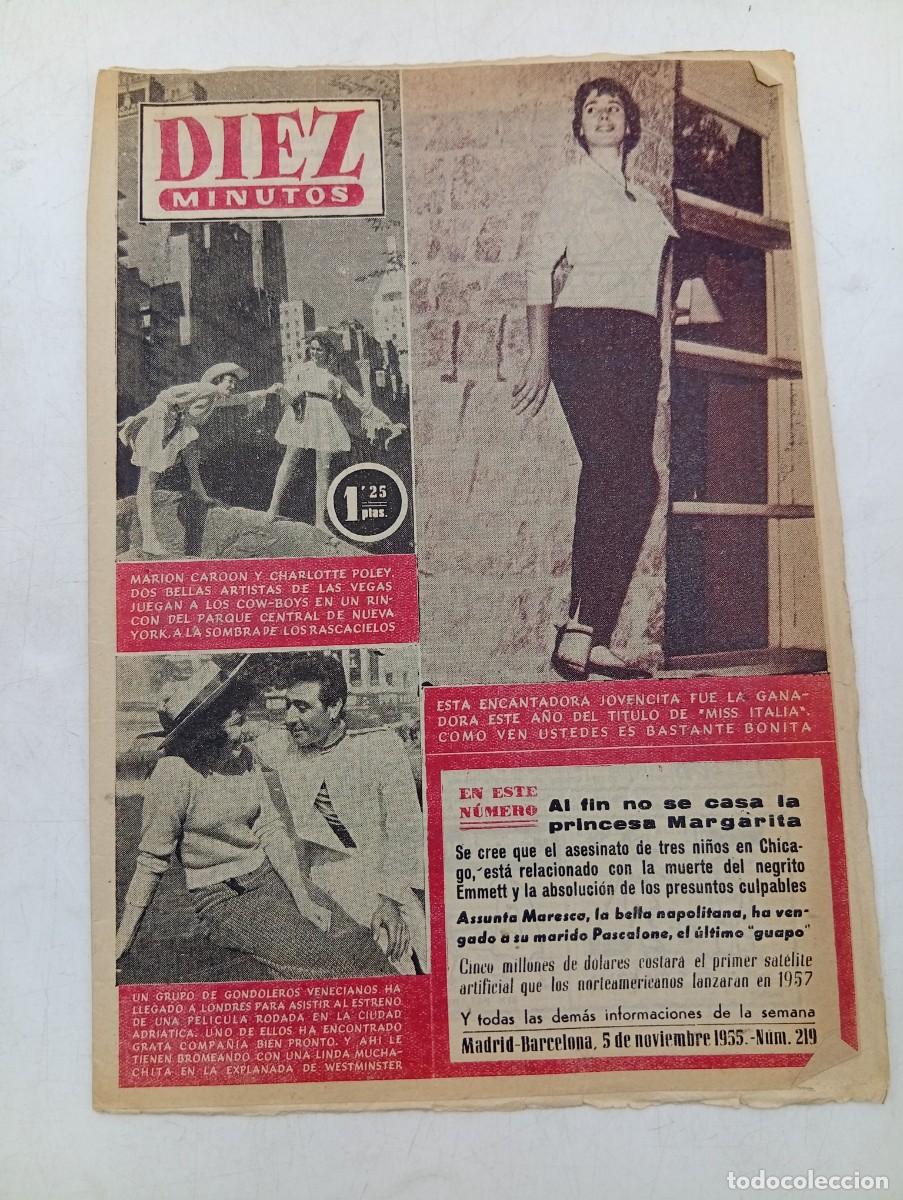 DIEZ
MINUTOS
1'25
ptas.
MARION CAROON Y CHARLOTTE POLEY,
DOS BELLAS ARTISTAS DE LAS VEGAS
JUEGAN A LOS COW-BOYS EN UN RIN-
CON DEL PARQUE CENTRAL DE NUEVA
YORK, A LA SOMBRA DE LOS RASCACIELOS
ESTA ENCANTADORA JOVENCITA FUE LA GANA-
DORA ESTE AÑO DEL TITULO DE "MISS ITALIA".
COMO VEN USTEDES ES BASTANTE BONITA
UN GRUPO DE GONDOLEROS VENECIANOS HA
LLEGADO A LONDRES PARA ASISTIR AL ESTRENO
DE UNA PELICULA RODADA EN LA CIUDAD
ADRIATICA. UNO DE ELLOS HA ENCONTRADO
GRATA COMPAÑIA BIEN PRONTO. Y AHI LE
TIENEN BROMEANDO CON UNA LINDA MUCHA-
CHITA EN LA EXPLANADA DE WESTMINSTER
EN ESTE
NÚMERO
Al fin no se casa la
princesa Margarita
Se cree que el asesinato de tres niños en Chica-
go, está relacionado con la muerte del negrito
Emmett y la absolución de los presuntos culpables
Assunta Maresca, la bella napolitana, ha ven-
gado a su marido Pascalone, el último "guapo"
Cinco millones de dolares costará el primer satélite
artificial que los norteamericanos lanzaran en 1957
Y todas las demás informaciones de la semana
Madrid-Barcelona, 5 de noviembre 1955.-Núm. 219
todocoleccion